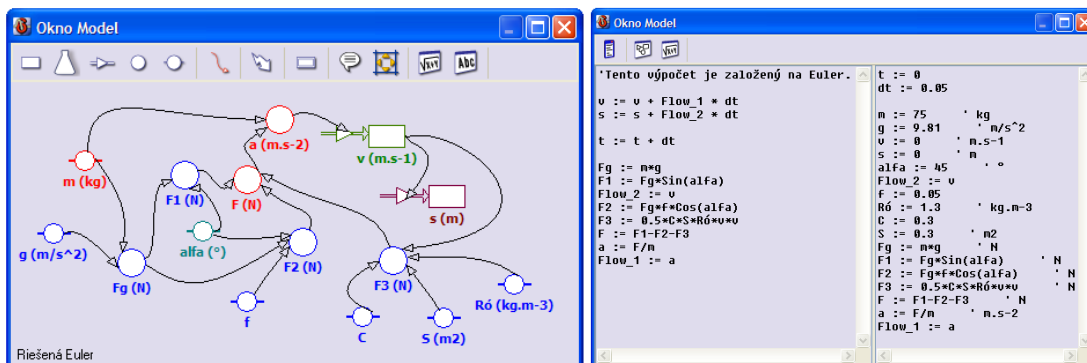 Okno Model
Vx+y
Abc
a (m.s-2)
v (m.s-1)
m (kg)
F1 (N)
F (N)
s (m)
alfa (°)
g (m/s^2)
F2 (N)
Fg (N)
F3 (N)
Ró (kg.m-3)
f
C
S (m2)
Riešená Euler
Okno Model
Vx+y
'Tento výpočet je založený na Euler.
v := v + Flow_1 * dt
s := s + Flow_2 * dt
t := t + dt
Fg := m*g
F1 := Fg*Sin(alfa)
Flow_2 := v
F2 := Fg*f*Cos(alfa)
F3 := 0.5*C*S*Ró*v*v
F := F1-F2-F3
a := F/m
Flow_1 := a
t := 0
dt := 0.05
m := 75 ' kg
g := 9.81 ' m/s^2
v := 0 ' m.s-1
s := 0 ' m
alfa := 45 ' °
Flow_2 := v
f := 0.05
Ró := 1.3 ' kg.m-3
C := 0.3
S := 0.3 ' m2
Fg := m*g ' N
F1 := Fg*Sin(alfa) ' N
F2 := Fg*f*Cos(alfa) ' N
F3 := 0.5*C*S*Ró*v*v ' N
F := F1-F2-F3 ' N
a := F/m ' m.s-2
Flow_1 := a